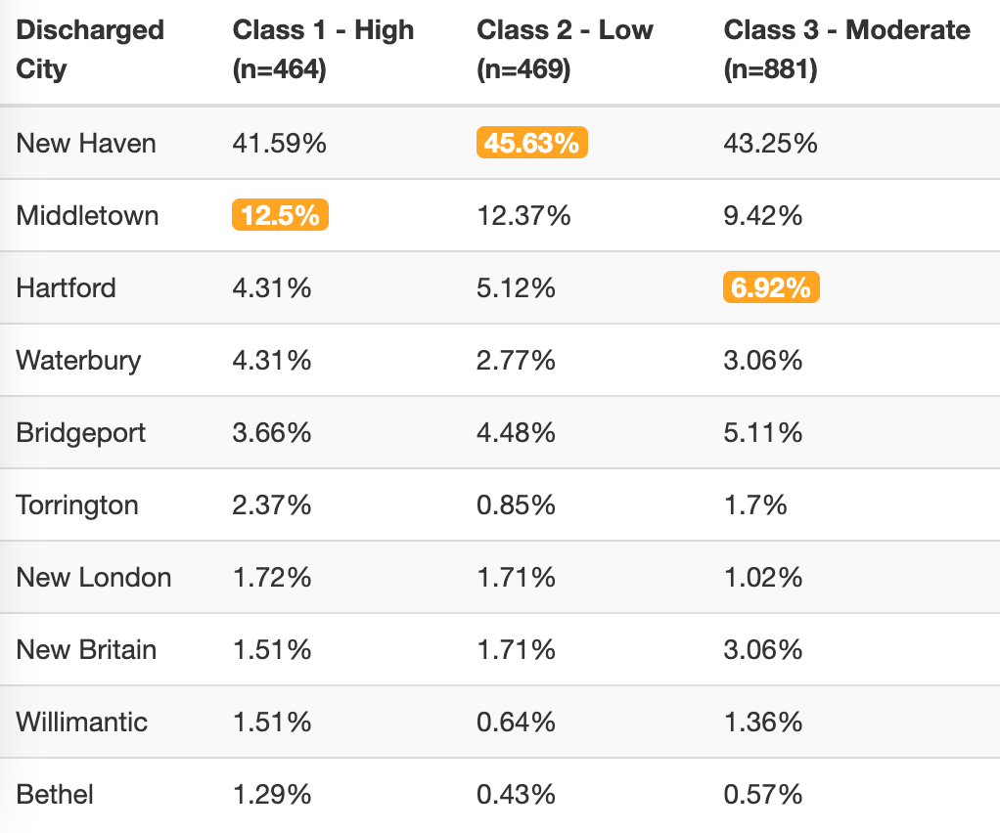 Discharged City Class 1 - High (n=464) Class 2 - Low (n=469) Class 3 - Moderate (n=881)
New Haven 41.59% 45.63% 43.25%
Middletown 12.5% 12.37% 9.42%
Hartford 4.31% 5.12% 6.92%
Waterbury 4.31% 2.77% 3.06%
Bridgeport 3.66% 4.48% 5.11%
Torrington 2.37% 0.85% 1.7%
New London 1.72% 1.71% 1.02%
New Britain 1.51% 1.71% 3.06%
Willimantic 1.51% 0.64% 1.36%
Bethel 1.29% 0.43% 0.57%